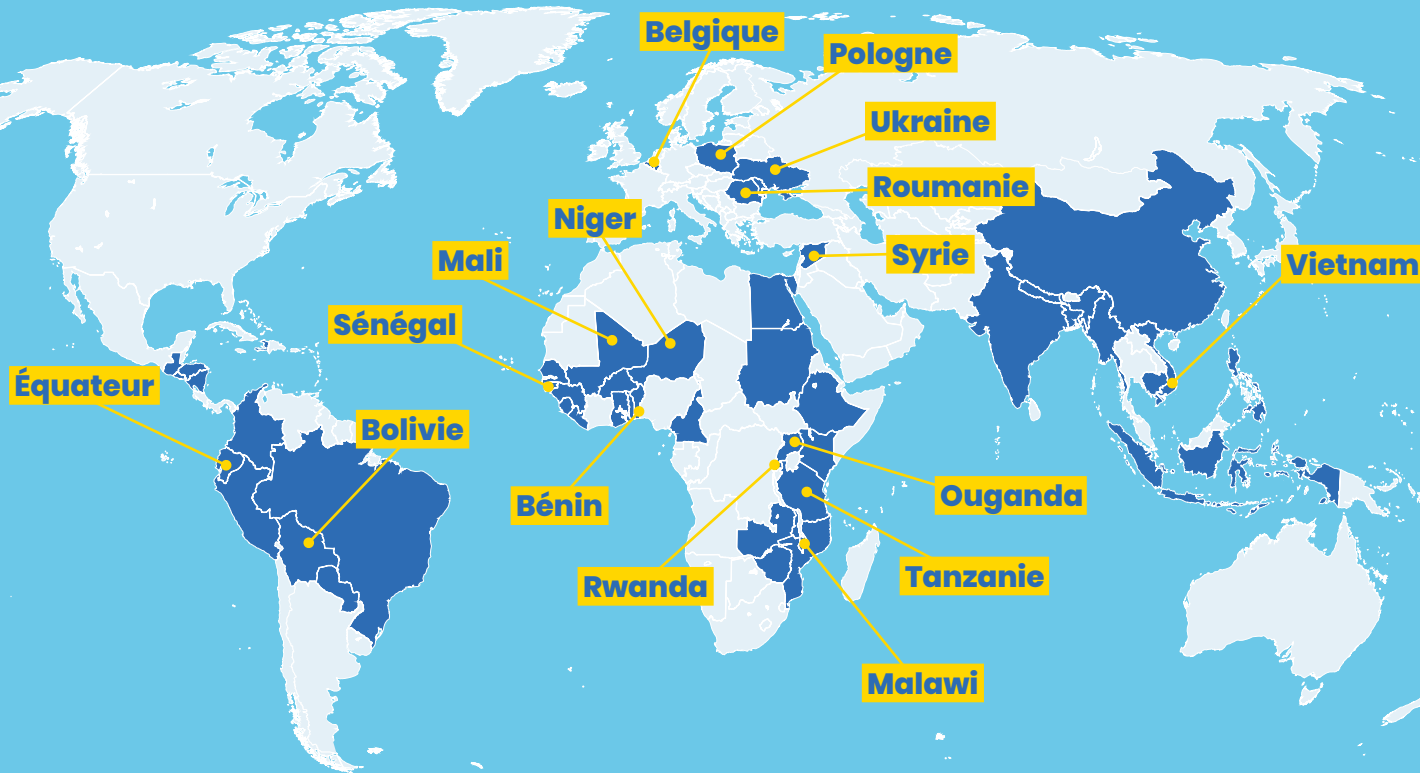 Belgique
Pologne
Ukraine
Roumanie
Niger
Syrie
Mali
Vietnam
Sénégal
Équateur
Bolivie
Bénin
Ouganda
Rwanda
Tanzanie
Malawi